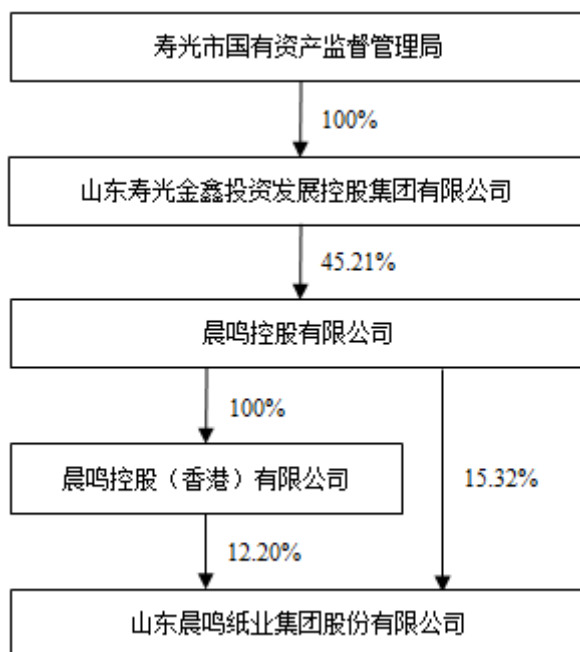 寿光市国有资产监督管理局
100%
山东寿光金鑫投资发展控股集团有限公司
45.21%
晨鸣控股有限公司
100%
晨鸣控股（香港）有限公司
15.32%
12.20%
山东晨鸣纸业集团股份有限公司